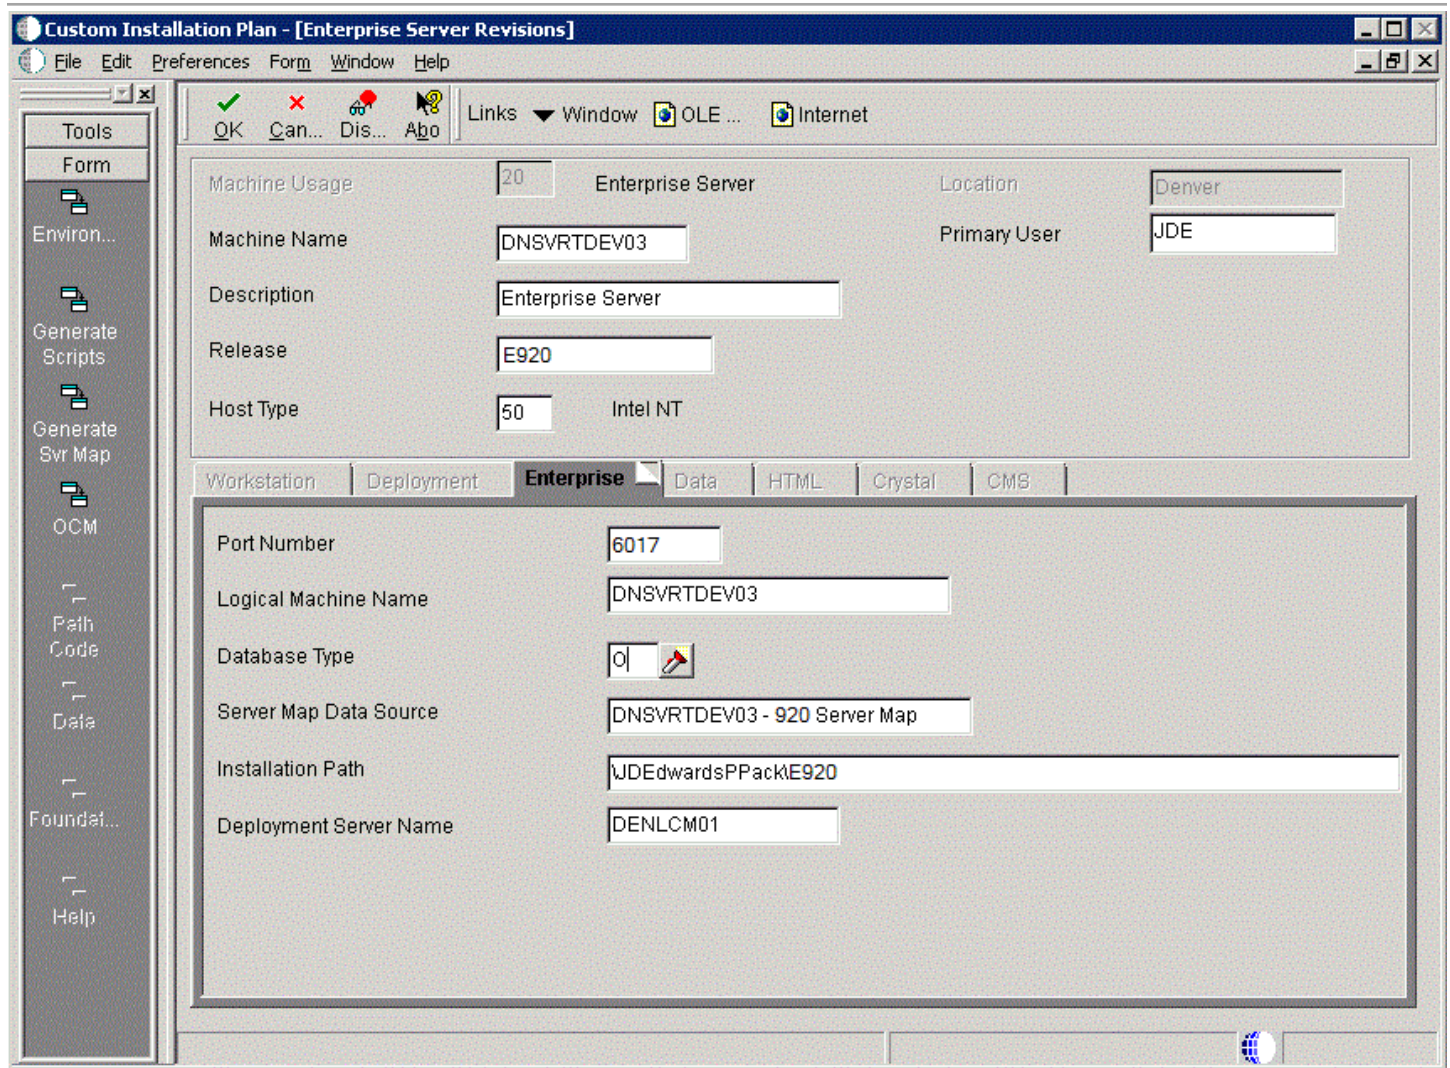 Custom Installation Plan - [Enterprise Server Revisions]
File Edit Preferences Form Window Help
Tools
Form
Environ...
Generate
Scripts
Generate
Svr Map
OCM
Path
Code
Data
Foundat...
Help
OK Can... Dis... Abo Links Window OLE ... Internet
Machine Usage 20 Enterprise Server Location Denver
Machine Name DNSVRTDEV03 Primary User JDE
Description Enterprise Server
Release E920
Host Type 50 Intel NT
Workstation Deployment Enterprise Data HTML Crystal CMS
Port Number 6017
Logical Machine Name DNSVRTDEV03
Database Type O
Server Map Data Source DNSVRTDEV03 - 920 Server Map
Installation Path \JDEdwardsPPack\E920
Deployment Server Name DENLCM01